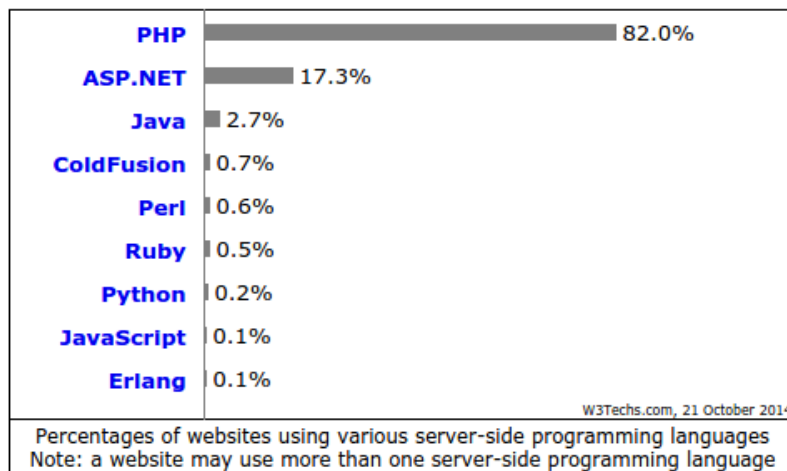 PHP 82.0%
ASP.NET 17.3%
Java 2.7%
ColdFusion 0.7%
Perl 0.6%
Ruby 0.5%
Python 0.2%
JavaScript 0.1%
Erlang 0.1%
W3Techs.com, 21 October 2014
Percentages of websites using various server-side programming languages
Note: a website may use more than one server-side programming language